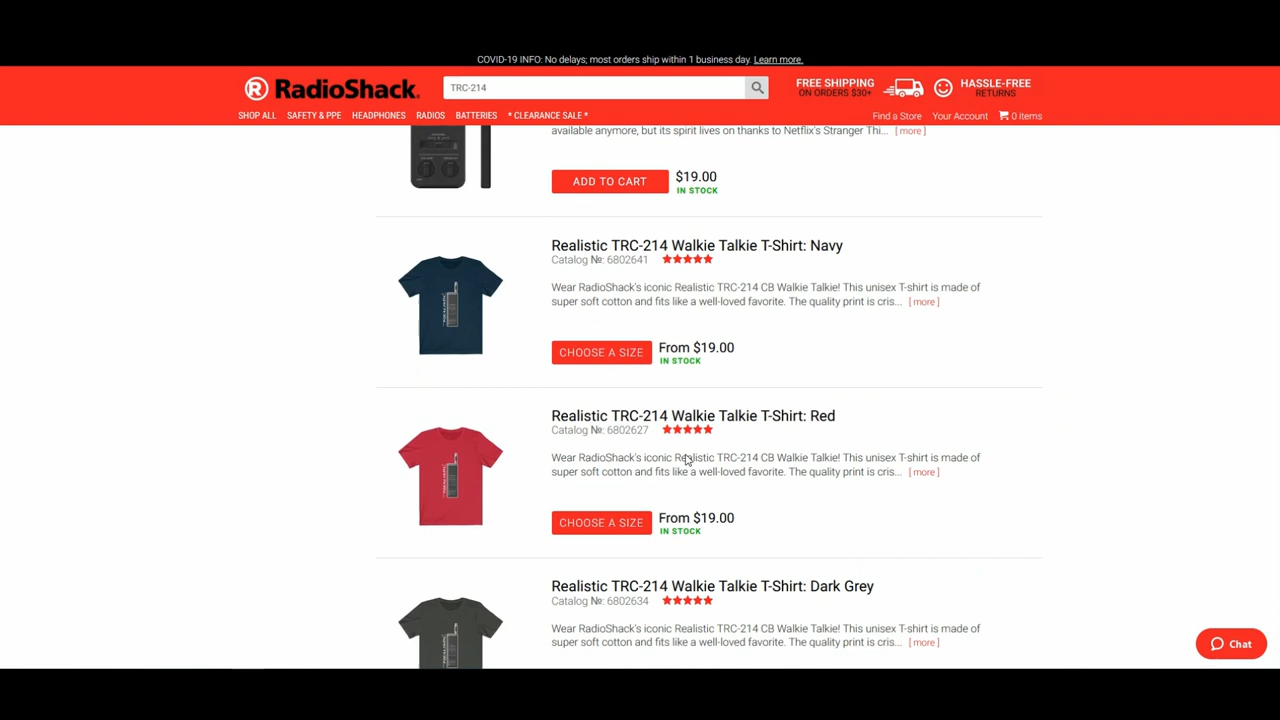 COVID-19 INFO: No delays; most orders ship within 1 business day. Learn more.
R RadioShack.
TRC-214
FREE SHIPPING
ON ORDERS $30+
HASSLE-FREE
RETURNS
SHOP ALL SAFETY & PPE HEADPHONES RADIOS BATTERIES * CLEARANCE SALE *
Find a Store Your Account 0 items
available anymore, but its spirit lives on thanks to Netflix's Stranger Thi... [ more ]
ADD TO CART $19.00
IN STOCK
Realistic TRC-214 Walkie Talkie T-Shirt: Navy
Catalog №: 6802641
Wear RadioShack's iconic Realistic TRC-214 CB Walkie Talkie! This unisex T-shirt is made of
super soft cotton and fits like a well-loved favorite. The quality print is cris... [ more ]
CHOOSE A SIZE From $19.00
IN STOCK
Realistic TRC-214 Walkie Talkie T-Shirt: Red
Catalog №: 6802627
Wear RadioShack's iconic Realistic TRC-214 CB Walkie Talkie! This unisex T-shirt is made of
super soft cotton and fits like a well-loved favorite. The quality print is cris... [ more ]
CHOOSE A SIZE From $19.00
IN STOCK
Realistic TRC-214 Walkie Talkie T-Shirt: Dark Grey
Catalog №: 6802634
Wear RadioShack's iconic Realistic TRC-214 CB Walkie Talkie! This unisex T-shirt is made of
super soft cotton and fits like a well-loved favorite. The quality print is cris... [ more ]
Chat